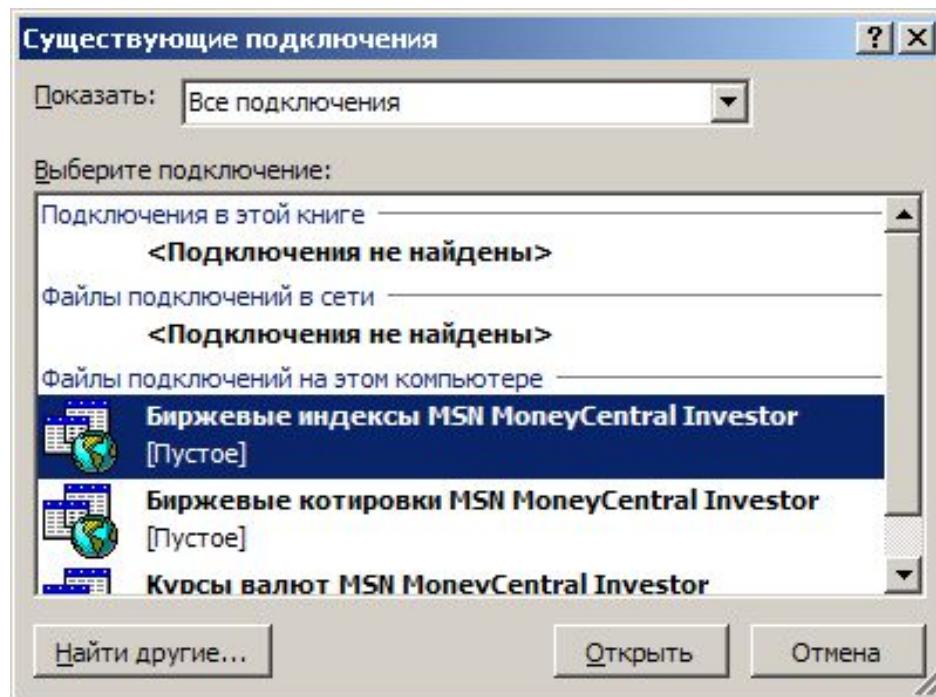 Существующие подключения
Показать: Все подключения
Выберите подключение:
Подключения в этой книге
<Подключения не найдены>
Файлы подключений в сети
<Подключения не найдены>
Файлы подключений на этом компьютере
Биржевые индексы MSN MoneyCentral Investor
[Пустое]
Биржевые котировки MSN MoneyCentral Investor
[Пустое]
Курсы валют MSN MoneyCentral Investor
Найти другие... Открыть Отмена